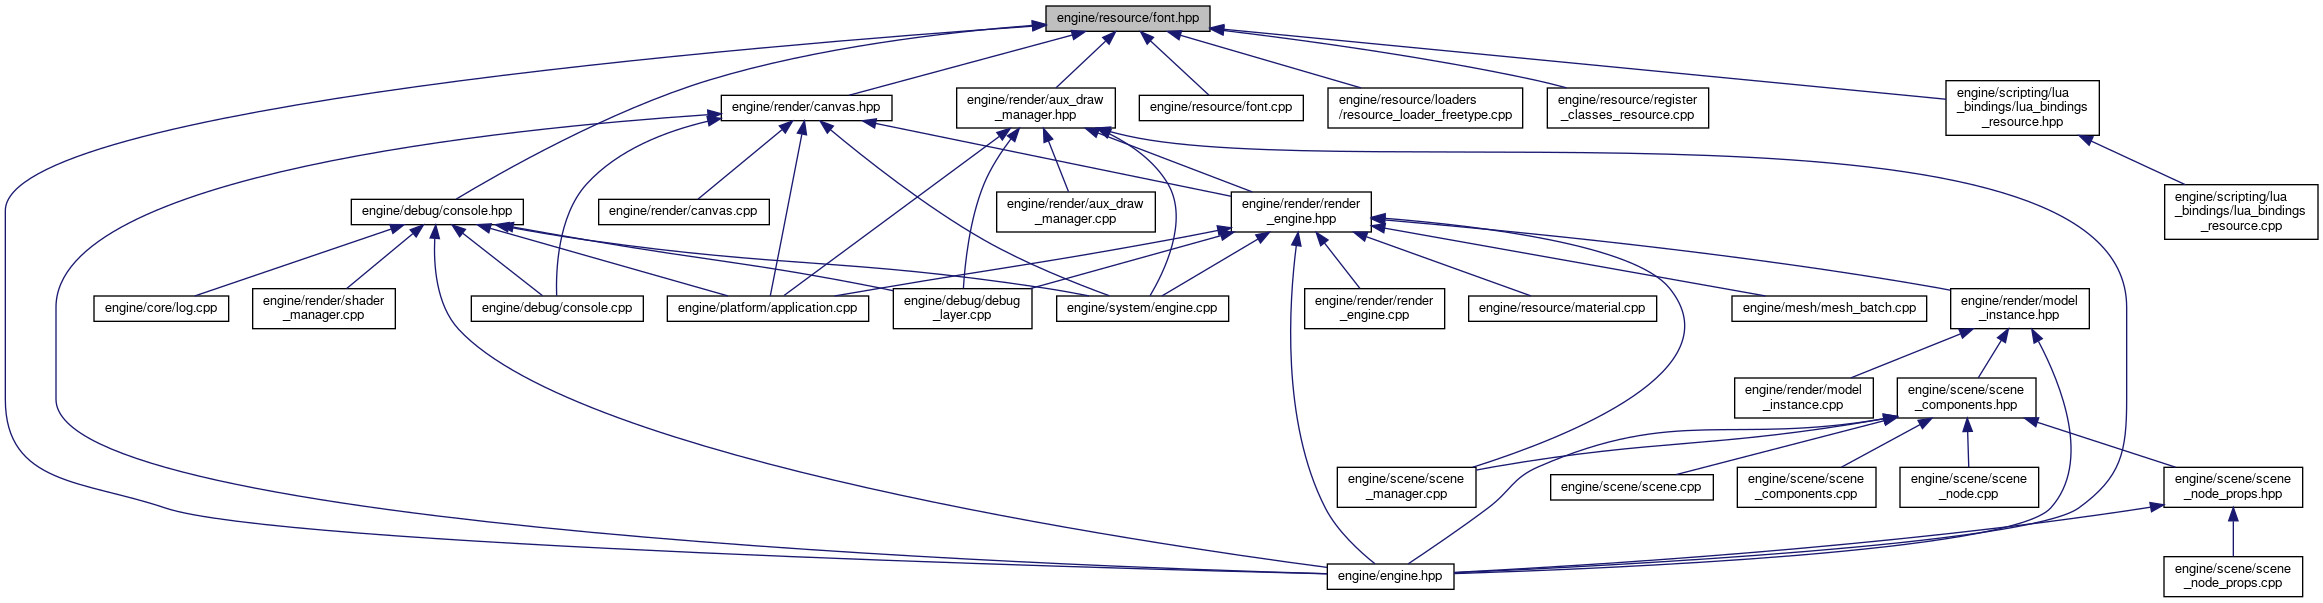 engine/resource/font.hpp
engine/render/canvas.hpp
engine/render/aux_draw
_manager.hpp
engine/resource/font.cpp
engine/resource/loaders
/resource_loader_freetype.cpp
engine/resource/register
_classes_resource.cpp
engine/scripting/lua
_bindings/lua_bindings
_resource.hpp
engine/debug/console.hpp
engine/render/canvas.cpp
engine/render/aux_draw
_manager.cpp
engine/render/render
_engine.hpp
engine/scripting/lua
_bindings/lua_bindings
_resource.cpp
engine/core/log.cpp
engine/render/shader
_manager.cpp
engine/debug/console.cpp
engine/platform/application.cpp
engine/debug/debug
_layer.cpp
engine/system/engine.cpp
engine/render/render
_engine.cpp
engine/resource/material.cpp
engine/mesh/mesh_batch.cpp
engine/render/model
_instance.hpp
engine/render/model
_instance.cpp
engine/scene/scene
_components.hpp
engine/scene/scene
_manager.cpp
engine/scene/scene.cpp
engine/scene/scene
_components.cpp
engine/scene/scene
_node.cpp
engine/scene/scene
_node_props.hpp
engine/engine.hpp
engine/scene/scene
_node_props.cpp